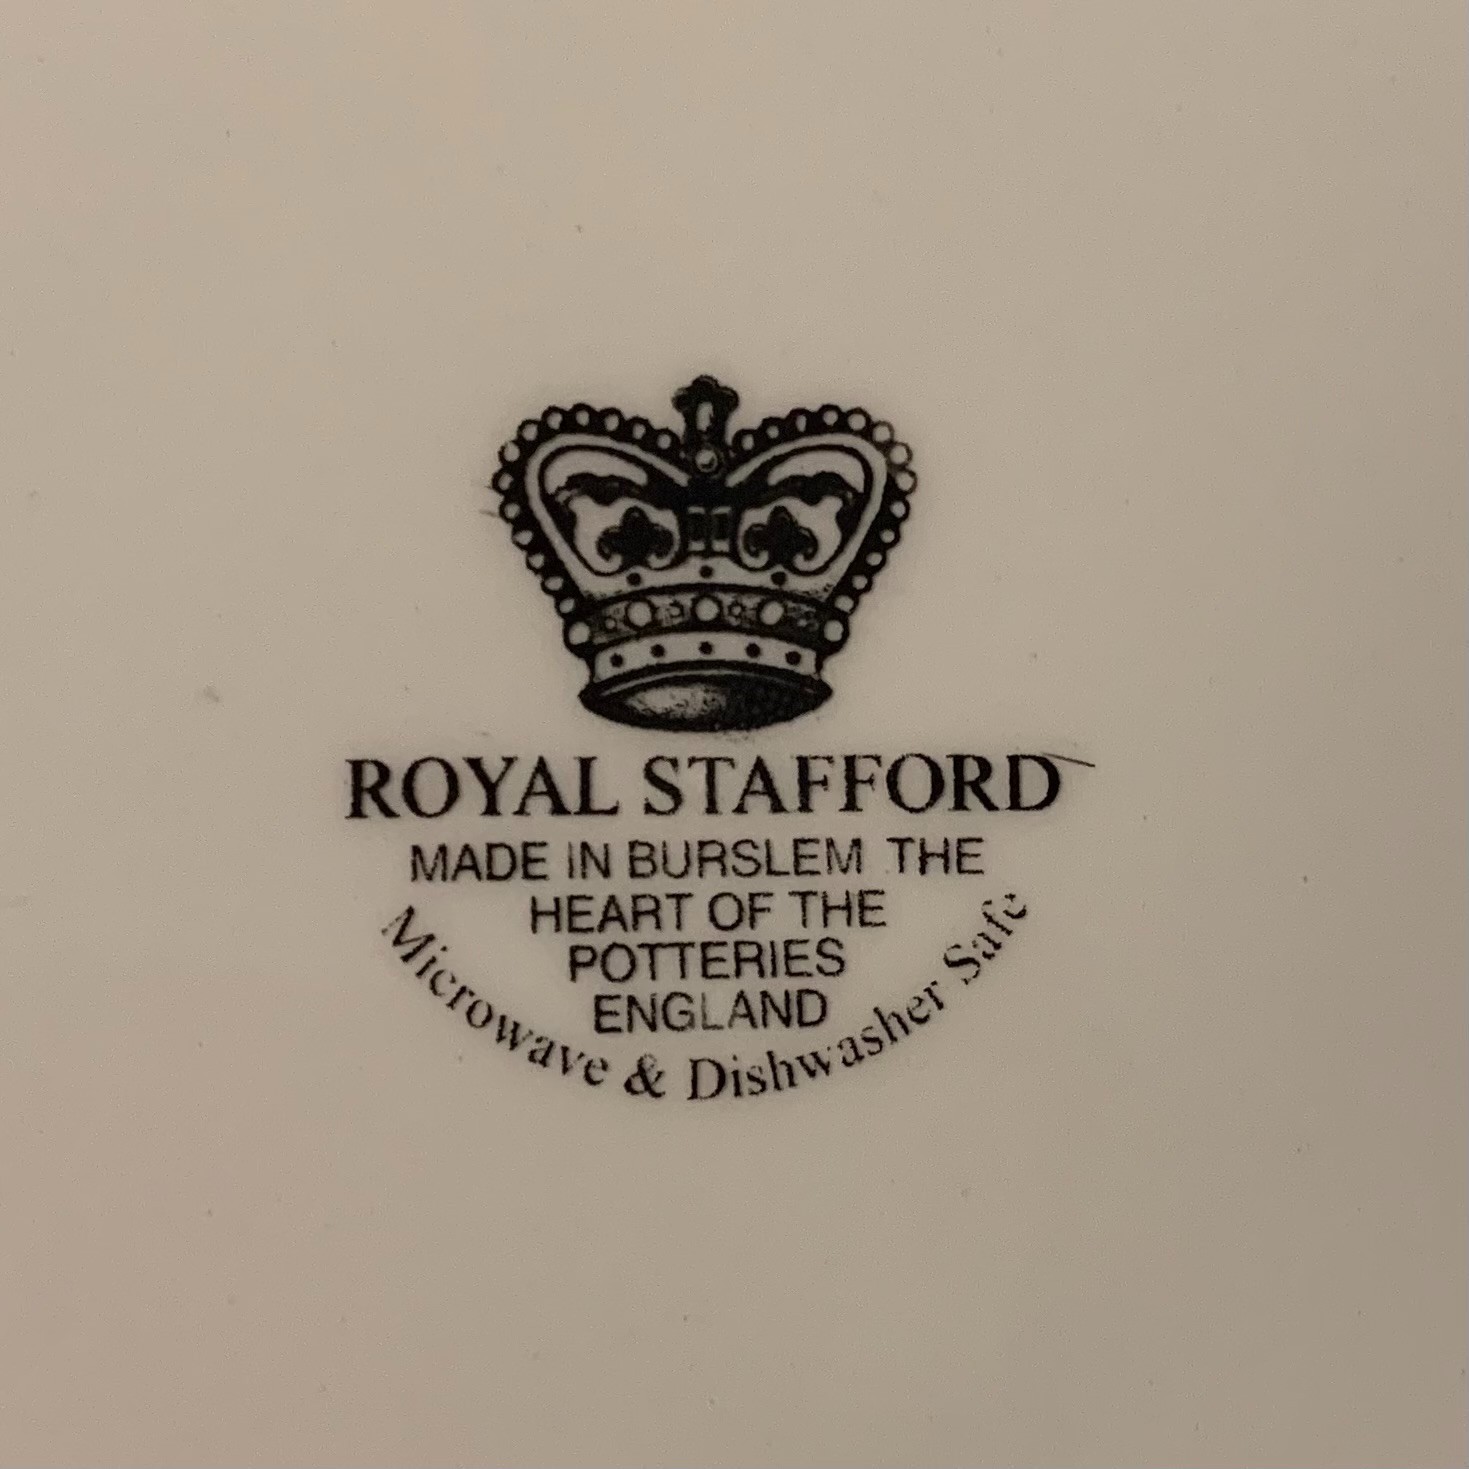 ROYAL STAFFORD
MADE IN BURSLEM THE
HEART OF THE
POTTERIES
ENGLAND
Microwave & Dishwasher Safe